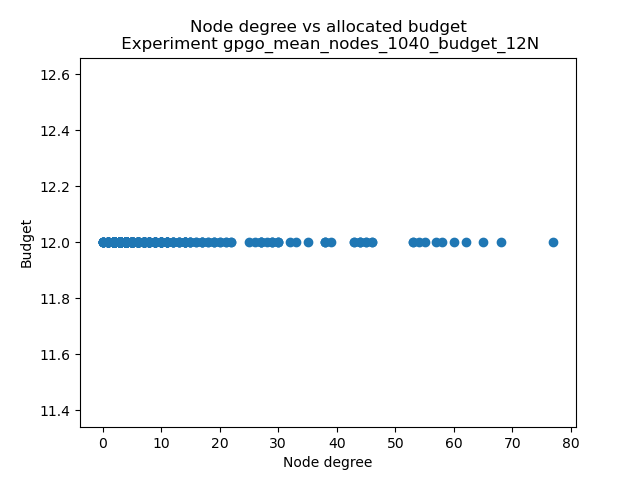 Node degree vs allocated budget
Experiment gpgo_mean_nodes_1040_budget_12N
12.6
12.4
12.2
12.0
11.8
11.6
11.4
Budget
0 10 20 30 40 50 60 70 80
Node degree